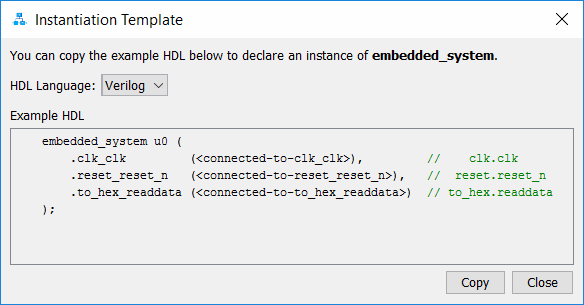 Instantiation Template
You can copy the example HDL below to declare an instance of embedded_system.
HDL Language: Verilog
Example HDL
embedded_system u0 (
.clk_clk (<connected-to-clk_clk>), // clk.clk
.reset_reset_n (<connected-to-reset_reset_n>), // reset.reset_n
.to_hex_readdata (<connected-to-to_hex_readdata>) // to_hex.readdata
);
Copy Close